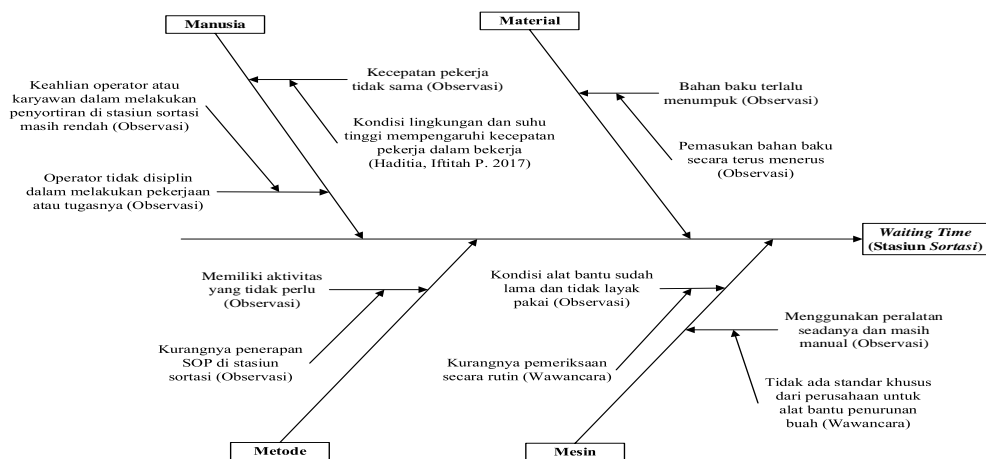 Manusia
Material
Keahlian operator atau
karyawan dalam melakukan
penyortiran di stasiun sortasi
masih rendah (Observasi)
Kecepatan pekerja
tidak sama (Observasi)
Kondisi lingkungan dan suhu
tinggi mempengaruhi kecepatan
pekerja dalam bekerja
(Haditia, Iftitah P. 2017)
Operator tidak disiplin
dalam melakukan pekerjaan
atau tugasnya (Observasi)
Bahan baku terlalu
menumpuk (Observasi)
Pemasukan bahan baku
secara terus menerus
(Observasi)
Waiting Time
(Stasiun Sortasi)
Memiliki aktivitas
yang tidak perlu
(Observasi)
Kurangnya penerapan
SOP di stasiun
sortasi (Observasi)
Kondisi alat bantu sudah
lama dan tidak layak
pakai (Observasi)
Kurangnya pemeriksaan
secara rutin (Wawancara)
Menggunakan peralatan
seadanya dan masih
manual (Observasi)
Tidak ada standar khusus
dari perusahaan untuk
alat bantu penurunan
buah (Wawancara)
Metode
Mesin